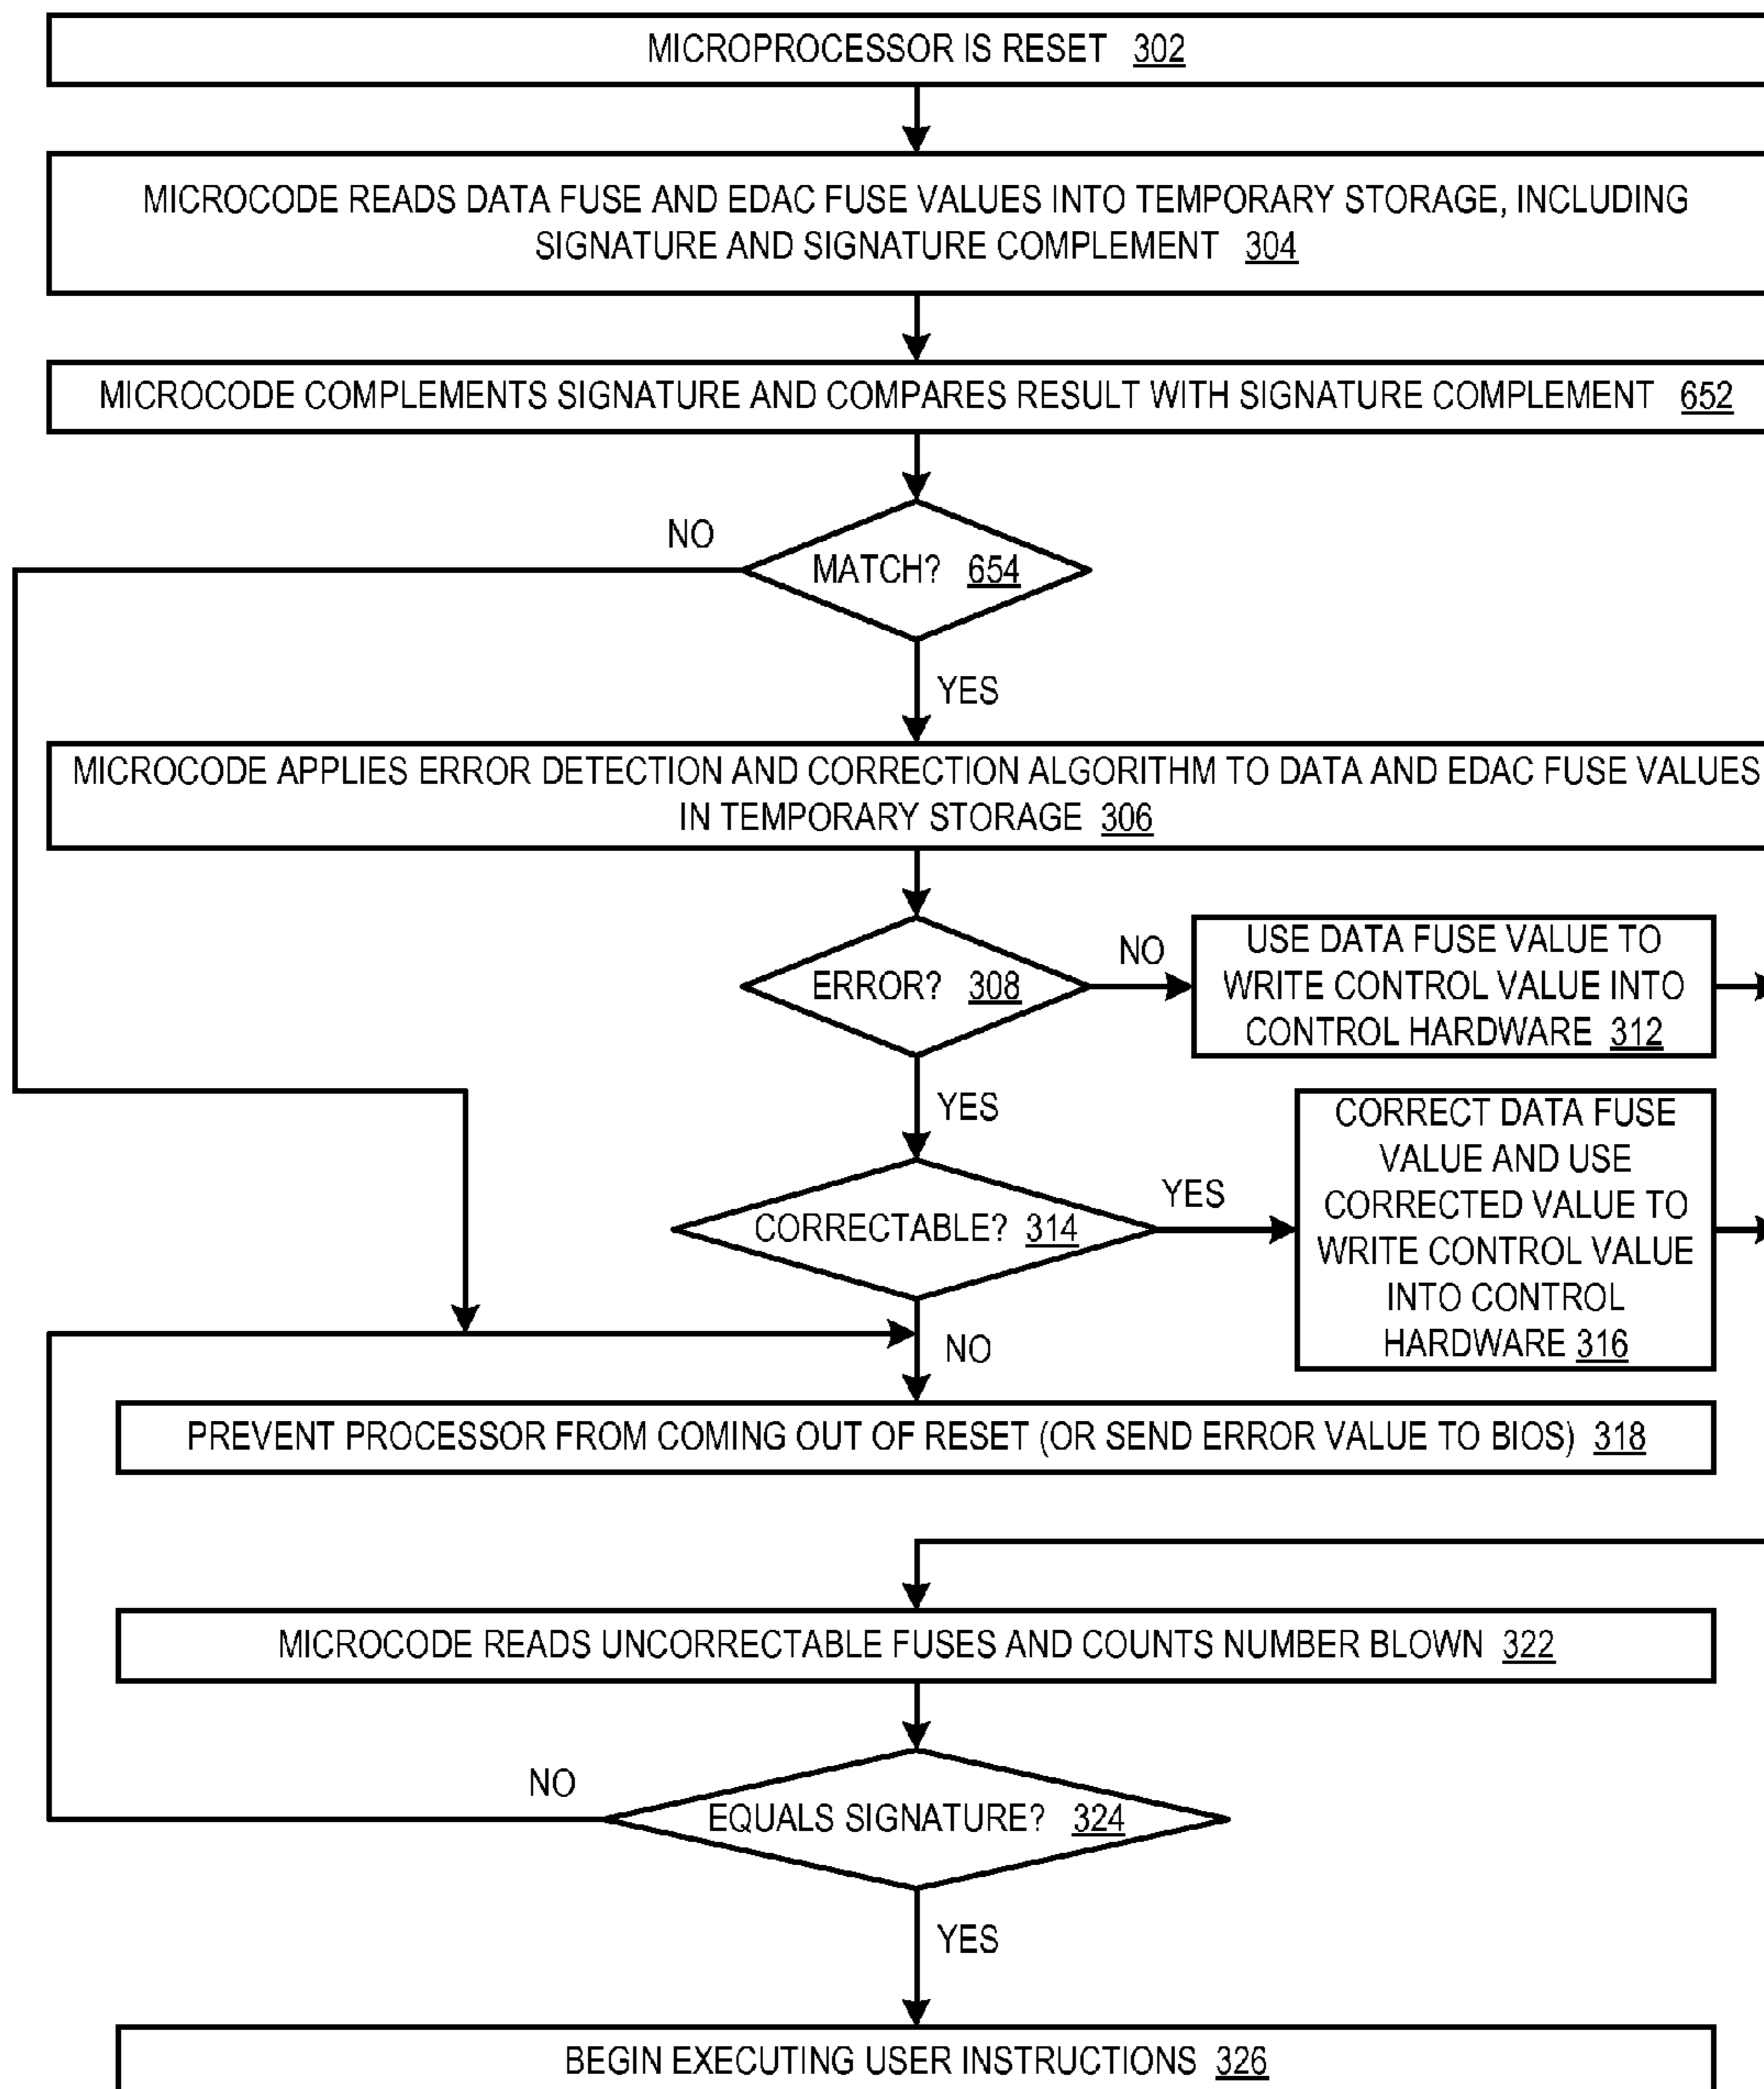 MICROPROCESSOR IS RESET 302
MICROCODE READS DATA FUSE AND EDAC FUSE VALUES INTO TEMPORARY STORAGE, INCLUDING
SIGNATURE AND SIGNATURE COMPLEMENT 304
MICROCODE COMPLEMENTS SIGNATURE AND COMPARES RESULT WITH SIGNATURE COMPLEMENT 652
NO
MATCH? 654
YES
MICROCODE APPLIES ERROR DETECTION AND CORRECTION ALGORITHM TO DATA AND EDAC FUSE VALUES
IN TEMPORARY STORAGE 306
ERROR? 308
NO
USE DATA FUSE VALUE TO
WRITE CONTROL VALUE INTO
CONTROL HARDWARE 312
YES
CORRECTABLE? 314
YES
CORRECT DATA FUSE
VALUE AND USE
CORRECTED VALUE TO
WRITE CONTROL VALUE
INTO CONTROL
HARDWARE 316
NO
PREVENT PROCESSOR FROM COMING OUT OF RESET (OR SEND ERROR VALUE TO BIOS) 318
MICROCODE READS UNCORRECTABLE FUSES AND COUNTS NUMBER BLOWN 322
NO
EQUALS SIGNATURE? 324
YES
BEGIN EXECUTING USER INSTRUCTIONS 326